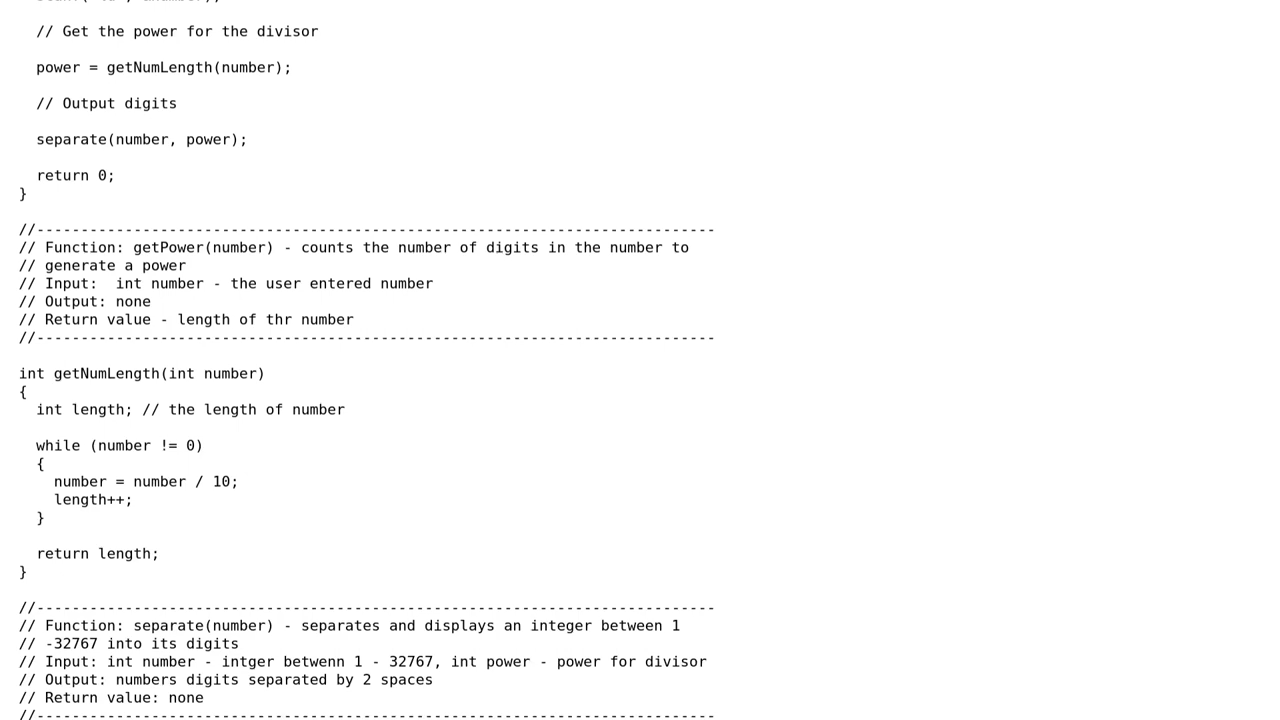 // Get the power for the divisor
power = getNumLength(number);
// Output digits
separate(number, power);
return 0;
}
//-----------------------------------------------------------------------------
// Function: getPower(number) - counts the number of digits in the number to
// generate a power
// Input:  int number - the user entered number
// Output: none
// Return value - length of thr number
//-----------------------------------------------------------------------------
int getNumLength(int number)
{
int length; // the length of number
while (number != 0)
{
number = number / 10;
length++;
}
return length;
}
//-----------------------------------------------------------------------------
// Function: separate(number) - separates and displays an integer between 1
// -32767 into its digits
// Input: int number - intger betwenn 1 - 32767, int power - power for divisor
// Output: numbers digits separated by 2 spaces
// Return value: none
//-----------------------------------------------------------------------------